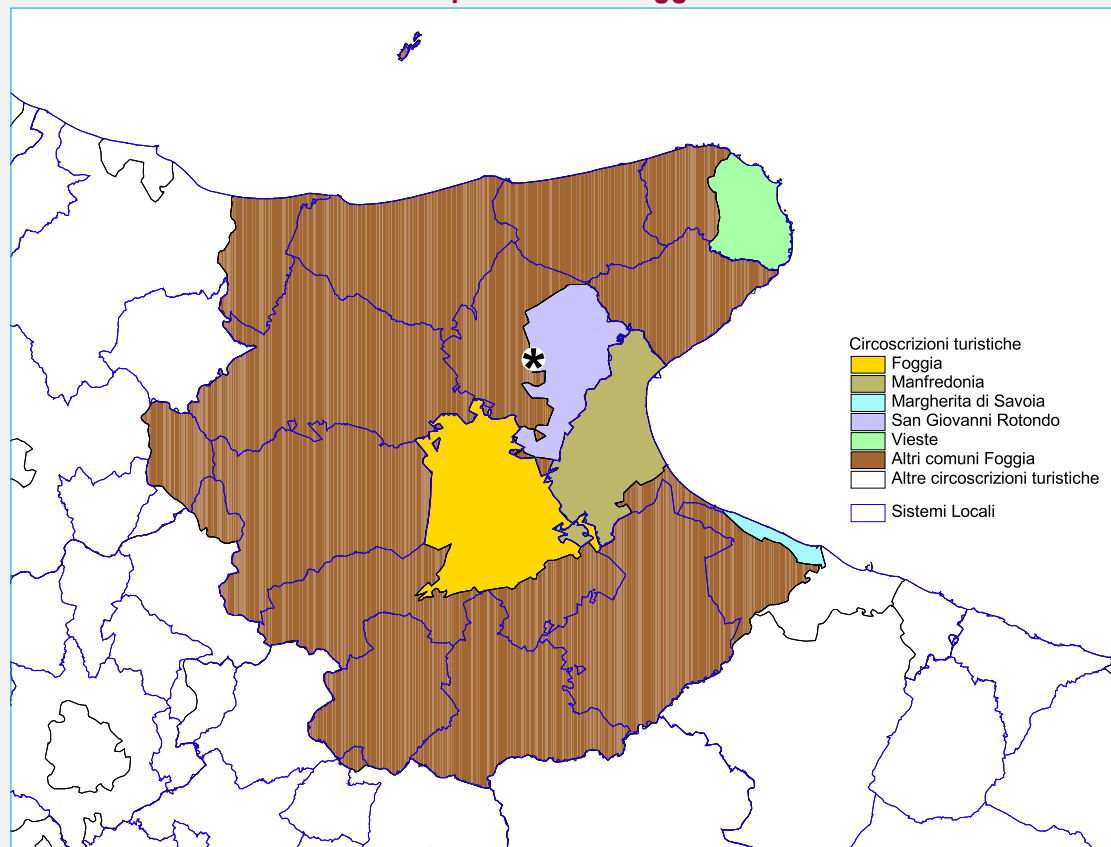 Circoscrizioni turistiche
Foggia
Manfredonia
Margherita di Savoia
San Giovanni Rotondo
Vieste
Altri comuni Foggia
Altre circoscrizioni turistiche
Sistemi Locali
*